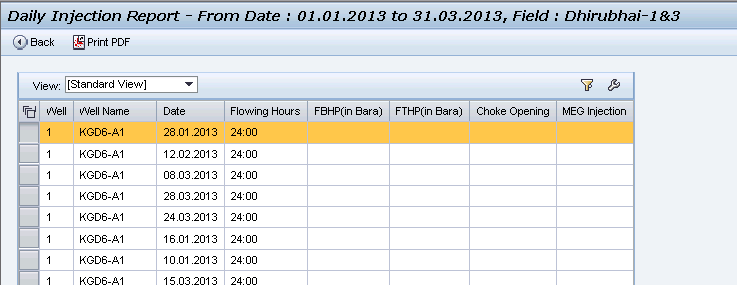 Daily Injection Report - From Date : 01.01.2013 to 31.03.2013, Field : Dhirubhai-1&3
Back Print PDF
View: [Standard View]
Well Well Name Date Flowing Hours FBHP(in Bara) FTHP(in Bara) Choke Opening MEG Injection
1 KGD6-A1 28.01.2013 24:00
1 KGD6-A1 12.02.2013 24:00
1 KGD6-A1 08.03.2013 24:00
1 KGD6-A1 28.03.2013 24:00
1 KGD6-A1 24.03.2013 24:00
1 KGD6-A1 16.01.2013 24:00
1 KGD6-A1 10.01.2013 24:00
1 KGD6-A1 15.03.2013 24:00